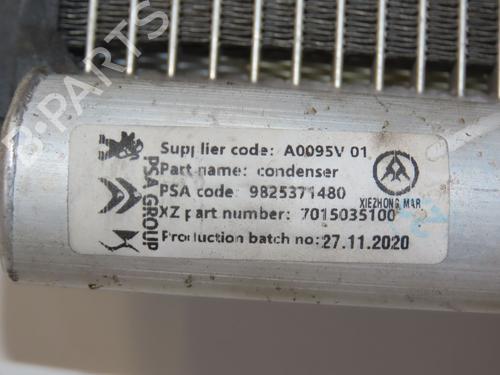 Supplier code: A0095V 01
Part name: condenser
PSA code: 9825371480
XZ part number: 7015035100
Production batch no: 27.11.2020
PSA GROUP
XIEZHONG MAR
B-PARTS